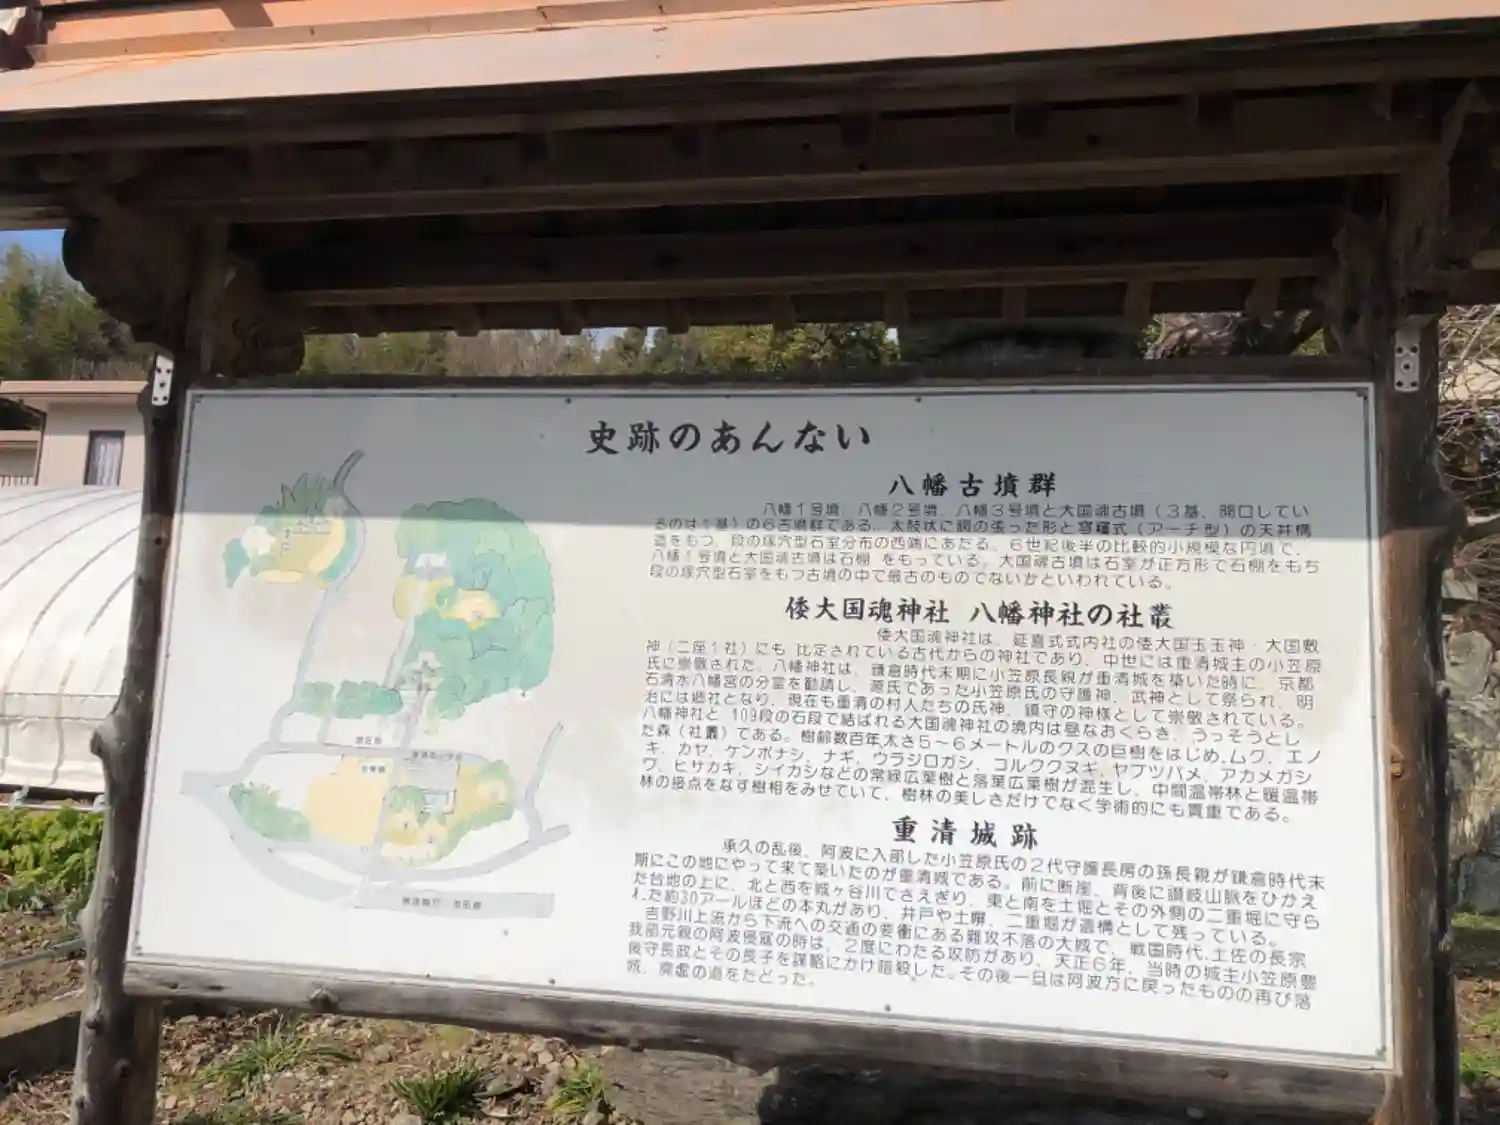 史跡のあんない
八幡古墳群
八幡1号墳、八幡2号墳、八幡3号墳と大国魂古墳（3基、開口してい
るのは1基）の6古墳群である。太鼓状に胴の張った形と穹窿式（アーチ型）の天井構
造をもつ、段の塚穴型石室分布の西端にあたる。6世紀後半の比較的小規模な円墳で、
八幡1号墳と大国魂古墳は石棚 をもっている。大国魂古墳は石室が正方形で石棚をもち
段の塚穴型石室をもつ古墳の中で最古のものでないかといわれている。
倭大国魂神社 八幡神社の社叢
倭大国魂神社は、延喜式式内社の倭大国玉玉神・大国敷
神（二座1社）にも 比定されている古代からの神社であり、中世には重清城主の小笠原
氏に崇敬された。八幡神社は、鎌倉時代末期に小笠原長親が重清城を築いた時に、京都
石清水八幡宮の分霊を勧請し、源氏であった小笠原氏の守護神、武神として祭られ、明
治には郷社となり、現在も重清の村人たちの氏神、鎮守の神様として崇敬されている。
八幡神社と 109段の石段で結ばれる大国魂神社の境内は昼なおくらき、うっそうとし
た森（社叢）である。樹齢数百年,太さ5～6メートルのクスの巨樹をはじめ,ムク、エノ
キ、カヤ、ケンポナシ、ナギ、ウラジロガシ、コルククヌギ、ヤブツバメ、アカメガシ
ワ、ヒサカキ、シイカシなどの常緑広葉樹と落葉広葉樹が混生し、中間温帯林と暖温帯
林の接点をなす樹相をみせていて、樹林の美しさだけでなく学術的にも貴重である。
重清城跡
承久の乱後、阿波に入部した小笠原氏の2代守護長房の孫長親が鎌倉時代末
期にこの地にやって来て築いたのが重清城である。前に断崖、背後に讃岐山脈をひかえ
た台地の上に、北と西を城ヶ谷川でさえぎり、東と南を土堀とその外側の二重堀に守ら
れた約30アールほどの本丸があり、井戸や土塀、二重堀が遺構として残っている。
吉野川上流から下流への交通の要衝にある難攻不落の大城で、戦国時代、土佐の長宗
我部元親の阿波侵寇の時は、2度にわたる攻防があり、天正6年、当時の城主小笠原豊
後守長政とその長子を謀略にかけ暗殺した。その後一旦は阿波方に戻ったものの再び落
城、廃虚の道をたどった。